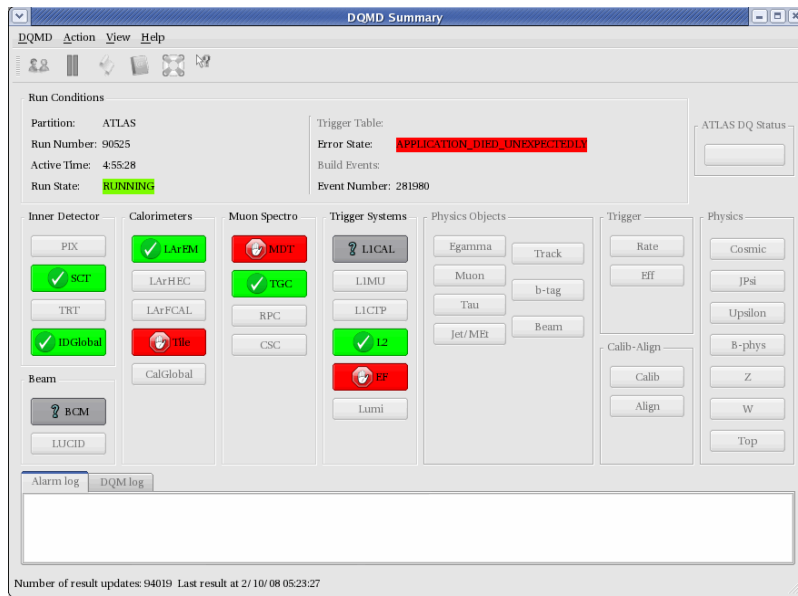 DQMD Summary
DQMD Action View Help
Run Conditions
Partition: ATLAS
Run Number: 90525
Active Time: 4:55:28
Run State: RUNNING
Trigger Table:
Error State: APPLICATION_DIED_UNEXPECTEDLY
Build Events:
Event Number: 281980
ATLAS DQ Status
Inner Detector
PIX
SCT
TRT
IDGlobal
Beam
BCM
LUCID
Calorimeters
LArEM
LArHEC
LArFCAL
Tile
CalGlobal
Muon Spectro
MDT
TGC
RPC
CSC
Trigger Systems
L1CAL
L1MU
L1CTP
L2
EF
Lumi
Physics Objects
Egamma
Muon
Tau
Jet/MEt
Track
b-tag
Beam
Trigger
Rate
Eff
Calib-Align
Calib
Align
Physics
Cosmic
JPsi
Upsilon
B-phys
Z
W
Top
Alarm log
DQM log
Number of result updates: 94019 Last result at 2/10/08 05:23:27